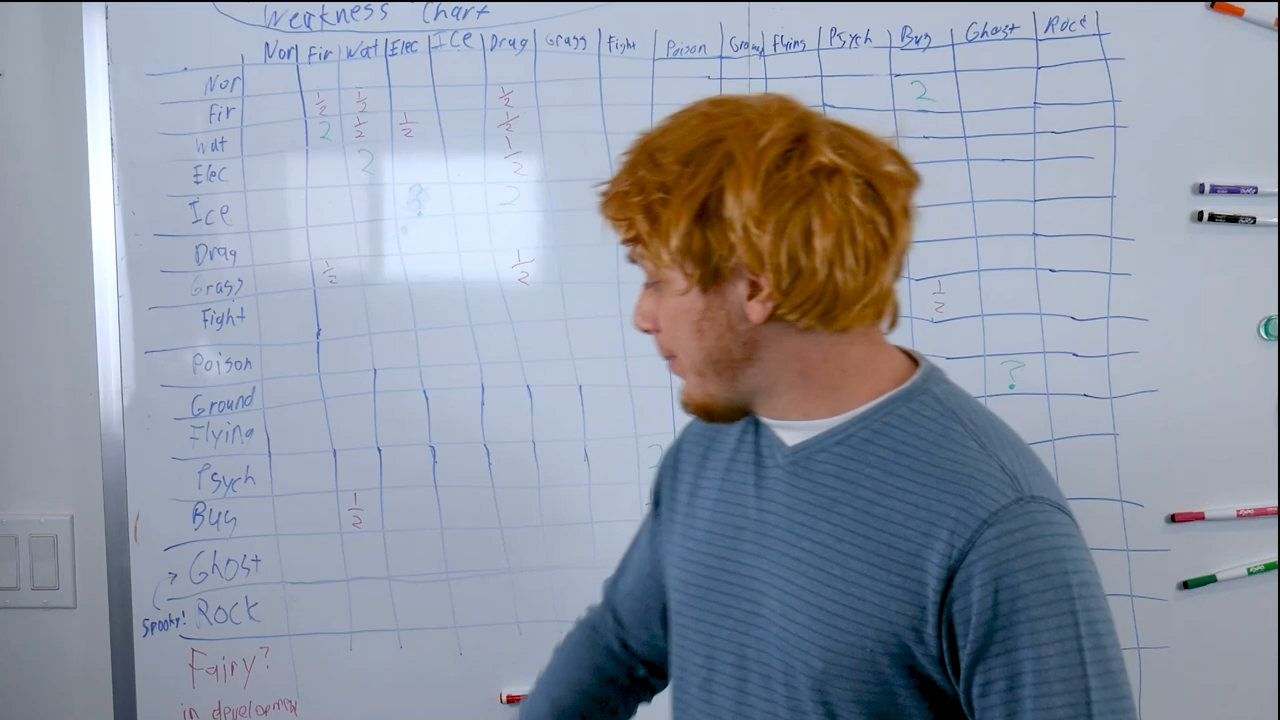 Weakness Chart
Nor Fir Wat Elec ICe Drag Grass Fight Poison Flying Psych Bug Ghost Rock
Nor
Fir 1/2 1/2 1/2 2
Wat 2 1/2 1/2 1/2
Elec 2 1/2
Ice ? 2
Drag
Grass 1/2 1/2
Fight 1/2
Poison
Ground ?
Flying
Psych
Bug 1/2
> Ghost
Spooky! Rock
Fairy?
in development